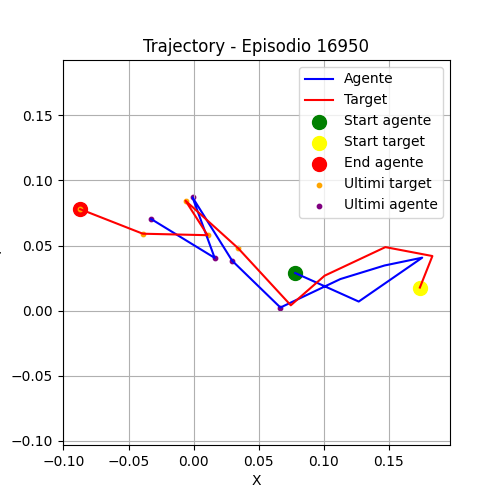 Trajectory - Episodio 16950
Agente
Target
Start agente
Start target
End agente
Ultimi target
Ultimi agente
0.15
0.10
0.05
0.00
−0.05
−0.10
−0.10 −0.05 0.00 0.05 0.10 0.15
X